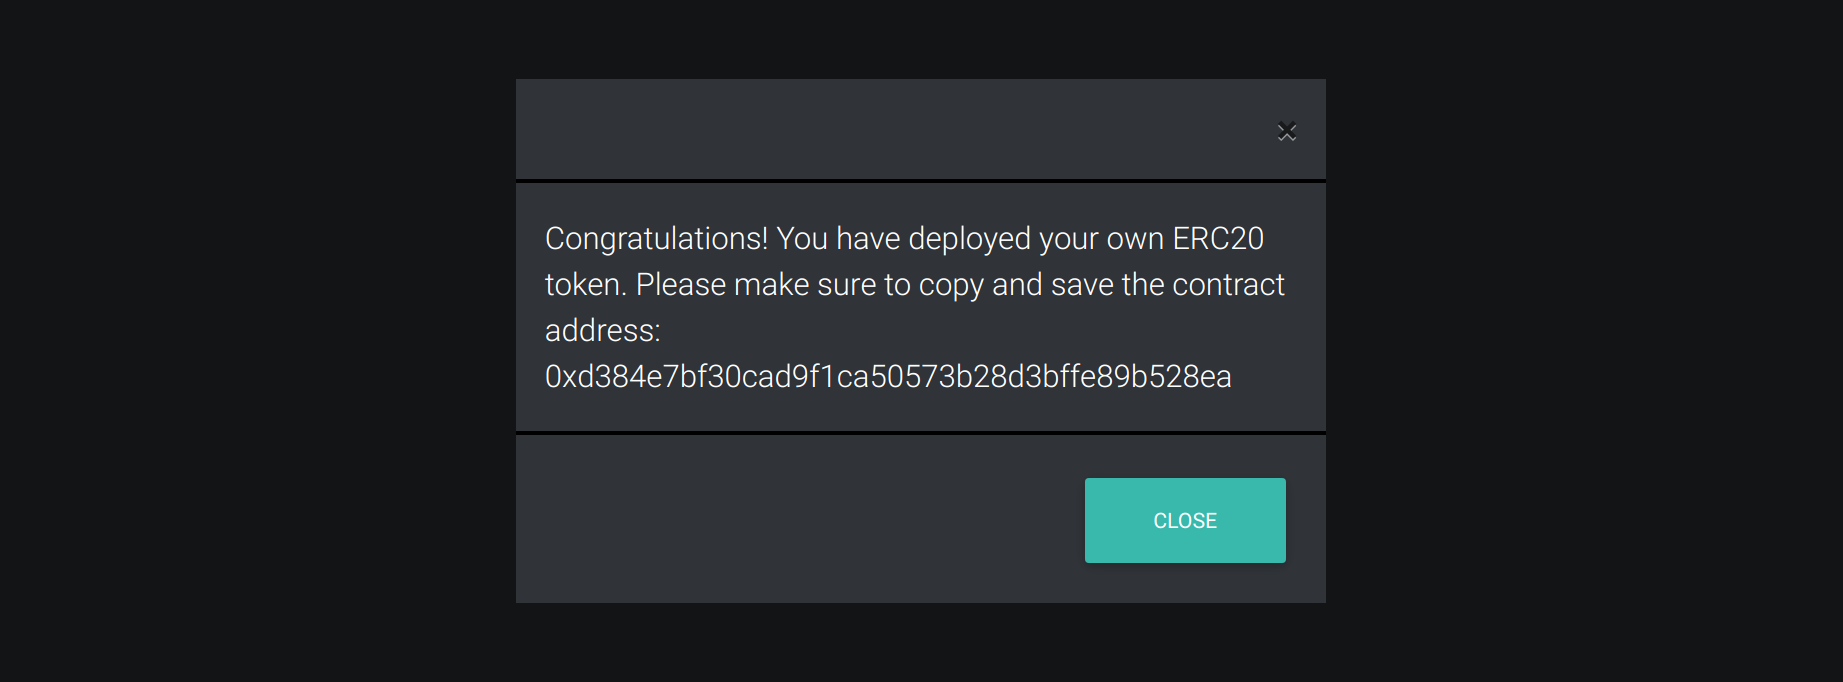 Congratulations! You have deployed your own ERC20
token. Please make sure to copy and save the contract
address:
0xd384e7bf30cad9f1ca50573b28d3bffe89b528ea
CLOSE